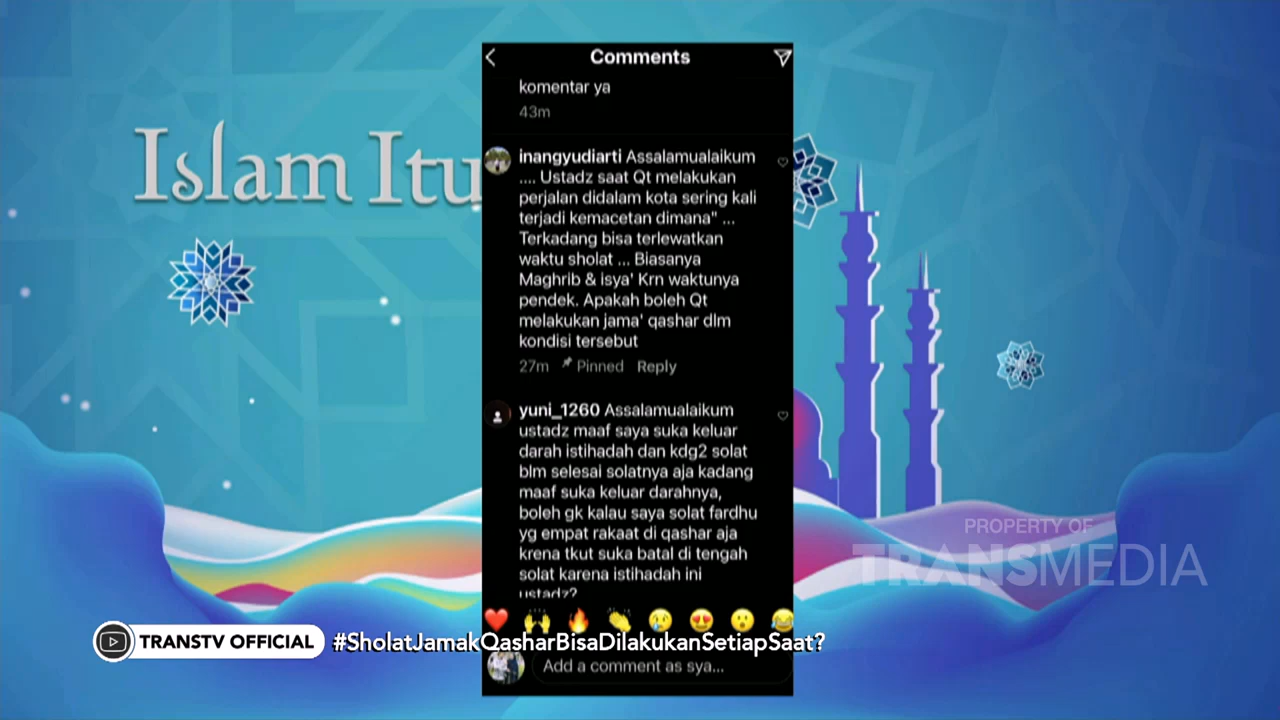 Islam Itu
Comments
komentar ya
43m
inangyudiarti Assalamualaikum
.... Ustadz saat Qt melakukan
perjalan didalam kota sering kali
terjadi kemacetan dimana" ...
Terkadang bisa terlewatkan
waktu sholat ... Biasanya
Maghrib & isya' Krn waktunya
pendek. Apakah boleh Qt
melakukan jama' qashar dlm
kondisi tersebut
27m Pinned Reply
yuni_1260 Assalamualaikum
ustadz maaf saya suka keluar
darah istihadah dan kdg2 solat
blm selesai solatnya aja kadang
maaf suka keluar darahnya,
boleh gk kalau saya solat fardhu
yg empat rakaat di qashar aja
krena tkut suka batal di tengah
solat karena istihadah ini
ustadz?
Add a comment as sya...
PROPERTY OF
TRANSMEDIA
TRANSTV OFFICIAL #SholatJamakQasharBisaDilakukanSetiapSaat?